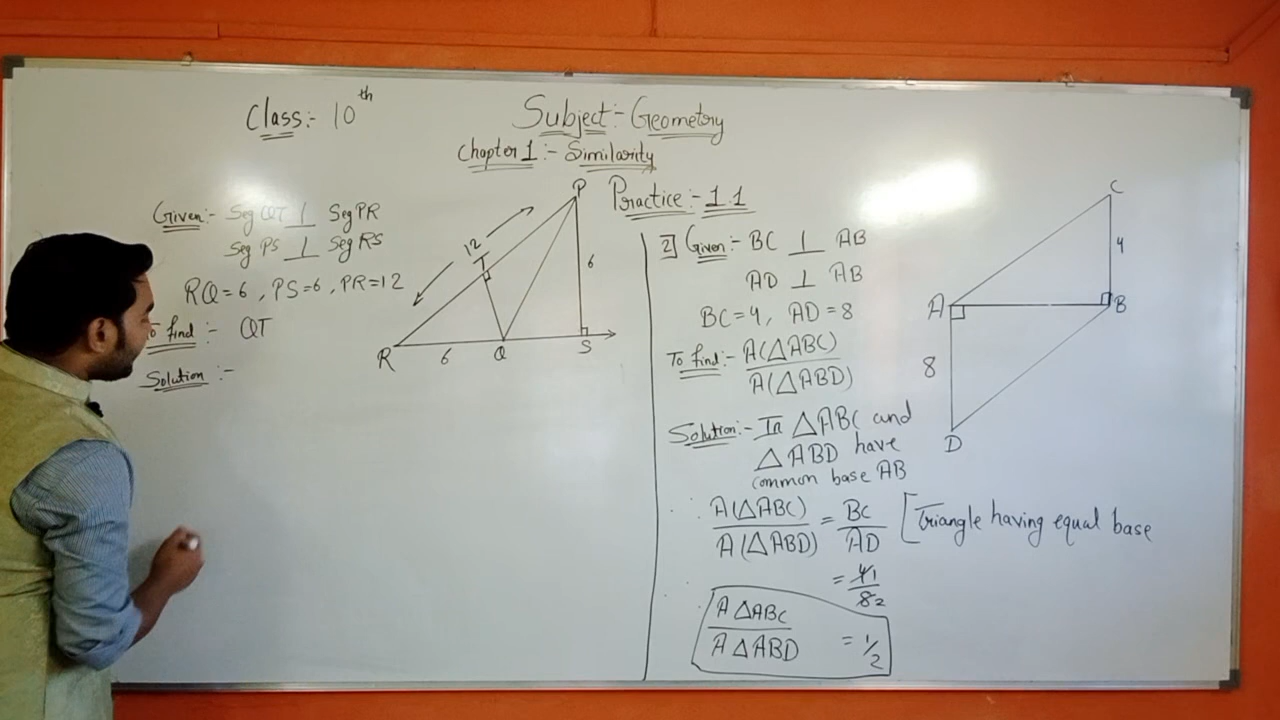 Class:- 10th
Subject:- Geometry
Chapter 1:- Similarity
Practice:- 1.1
Given:- Seg QT ⊥ Seg PR
Seg PS ⊥ Seg RS
RQ=6, PS=6, PR=12
To find:- QT
Solution:-
P
12
T
6
R
6
Q
S
2] Given:- BC ⊥ AB
AD ⊥ AB
BC=4, AD=8
To find:- A(△ABC)
A(△ABD)
Solution:- In △ABC and
△ABD have
common base AB
∴ A(△ABC) = BC [Triangle having equal base
A(△ABD) AD
= 4 1
8 2
A △ABC
A △ABD = 1/2
C
4
A
B
8
D